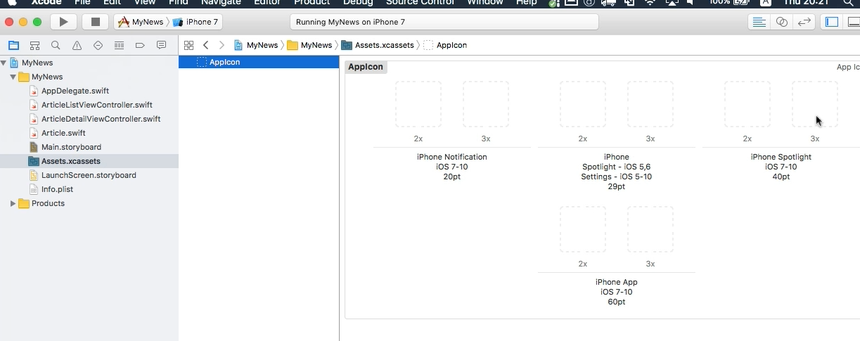 Xcode File Edit View Find Navigate Editor Product Debug Source Control Window Help 100% Thu 20:21
MyNews iPhone 7 Running MyNews on iPhone 7
MyNews MyNews Assets.xcassets AppIcon
MyNews
MyNews
AppDelegate.swift
ArticleListViewController.swift
ArticleDetailViewController.swift
Article.swift
Main.storyboard
Assets.xcassets
LaunchScreen.storyboard
Info.plist
Products
AppIcon
AppIcon
App Ic
2x 3x
iPhone Notification
iOS 7-10
20pt
2x 3x
iPhone
Spotlight - iOS 5,6
Settings - iOS 5-10
29pt
2x 3x
iPhone Spotlight
iOS 7-10
40pt
2x 3x
iPhone App
iOS 7-10
60pt